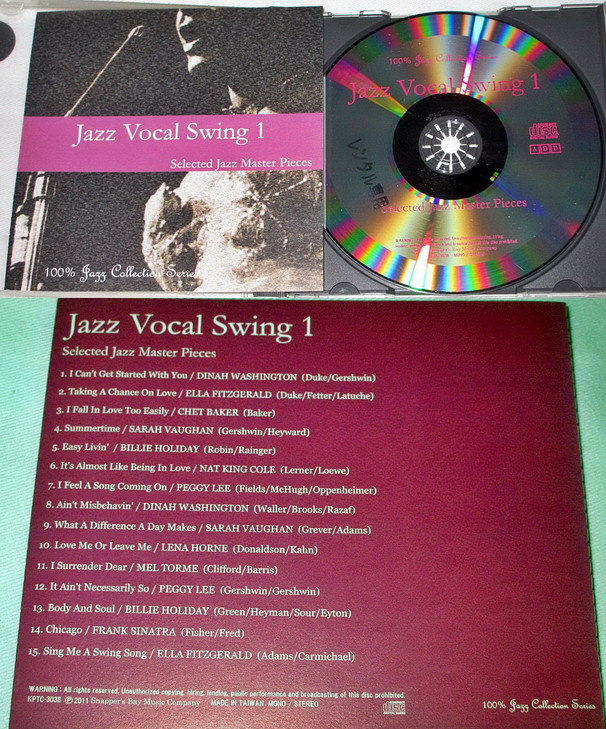 Jazz Vocal Swing 1
Selected Jazz Master Pieces
100% Jazz Collection Series
100% Jazz Collection Series
Jazz Vocal Swing 1
COMPACT disc
ADD
レンタル専用
Selected Jazz Master Pieces
Jazz Vocal Swing 1
Selected Jazz Master Pieces
1. I Can't Get Started With You / DINAH WASHINGTON (Duke/Gershwin)
2. Taking A Chance On Love / ELLA FITZGERALD (Duke/Fetter/Latuche)
3. I Fall In Love Too Easily / CHET BAKER (Baker)
4. Summertime / SARAH VAUGHAN (Gershwin/Heyward)
5. Easy Livin' / BILLIE HOLIDAY (Robin/Rainger)
6. It's Almost Like Being In Love / NAT KING COLE (Lerner/Loewe)
7. I Feel A Song Coming On / PEGGY LEE (Fields/McHugh/Oppenheimer)
8. Ain't Misbehavin' / DINAH WASHINGTON (Waller/Brooks/Razaf)
9. What A Difference A Day Makes / SARAH VAUGHAN (Grever/Adams)
10. Love Me Or Leave Me / LENA HORNE (Donaldson/Kahn)
11. I Surrender Dear / MEL TORME (Clifford/Barris)
12. It Ain't Necessarily So / PEGGY LEE (Gershwin/Gershwin)
13. Body And Soul / BILLIE HOLIDAY (Green/Heyman/Sour/Eyton)
14. Chicago / FRANK SINATRA (Fisher/Fred)
15. Sing Me A Swing Song / ELLA FITZGERALD (Adams/Carmichael)
WARNING : All rights reserved. Unauthorized copying, hiring, lending, public performance and broadcasting of this disc prohibited.
KPTC-3038 Ⓟ 2011 Snapper's Bay Music Company MADE IN TAIWAN MONO / STEREO
COMPACT disc
100% Jazz Collection Series